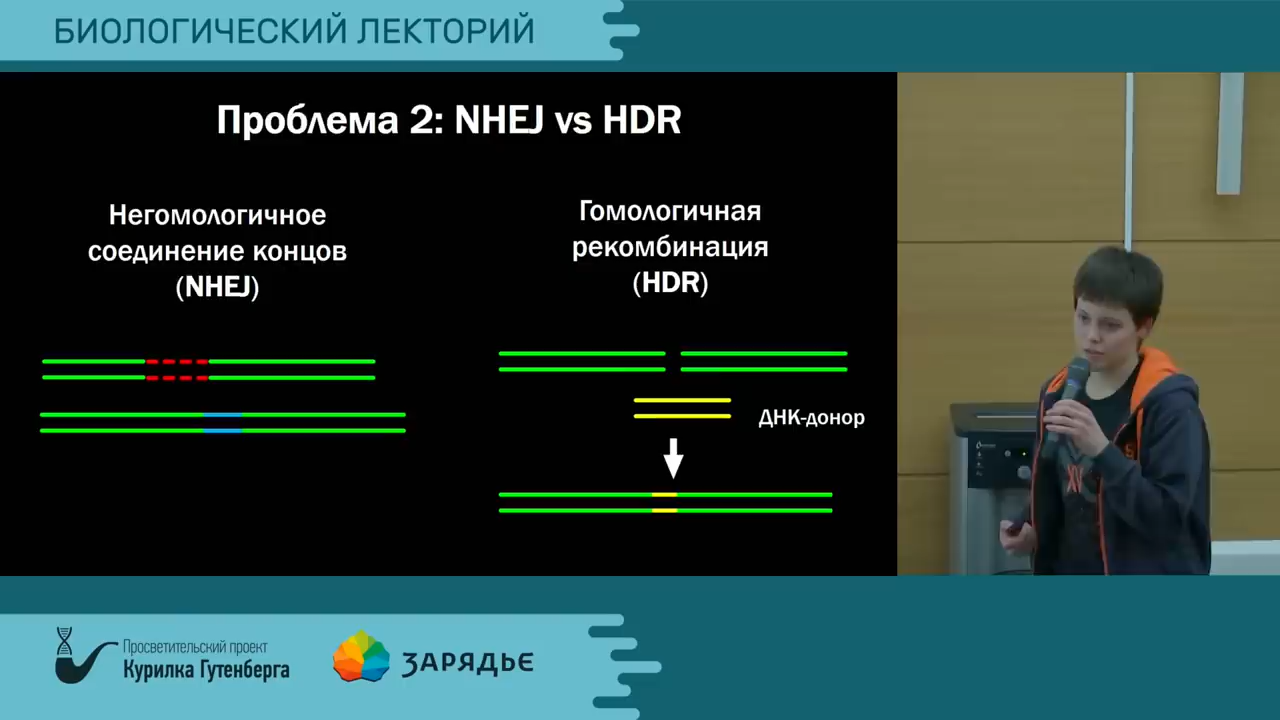 БИОЛОГИЧЕСКИЙ ЛЕКТОРИЙ
Проблема 2: NHEJ vs HDR
Негомологичное
соединение концов
(NHEJ)
Гомологичная
рекомбинация
(HDR)
ДНК-донор
XIV
Просветительский проект
Курилка Гутенберга
ЗАРЯДЬЕ